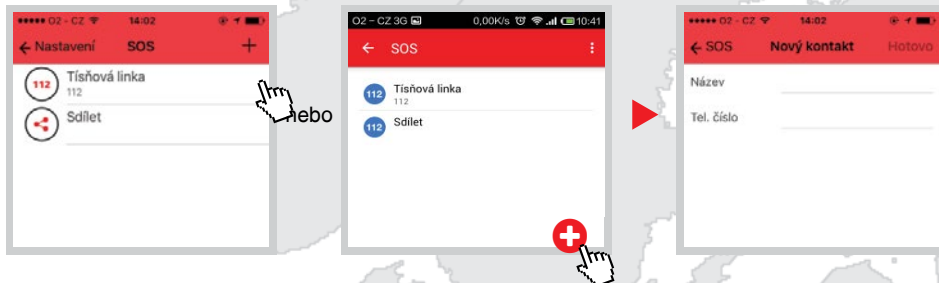 O2 - CZ 14:02
← Nastavení SOS +
112 Tísňová linka
112
Sdílet
nebo
O2 – CZ 3G 0,00K/s 10:41
← SOS
112 Tísňová linka
112
112 Sdílet
O2 - CZ 14:02
← SOS Nový kontakt Hotovo
Název
Tel. číslo